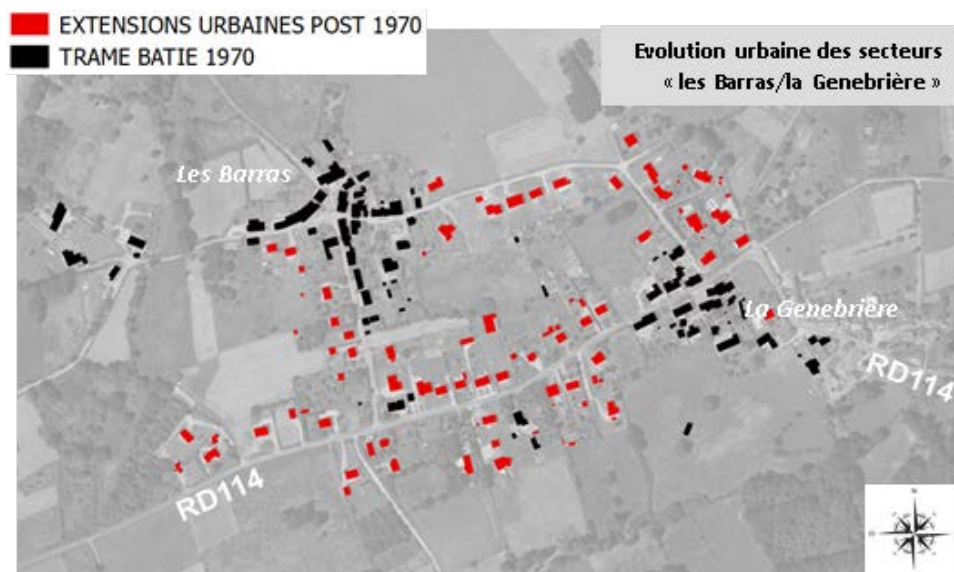 EXTENSIONS URBAINES POST 1970
TRAME BATIE 1970
Evolution urbaine des secteurs
« les Barras/la Genebrière »
Les Barras
La Genebrière
RD114
RD114